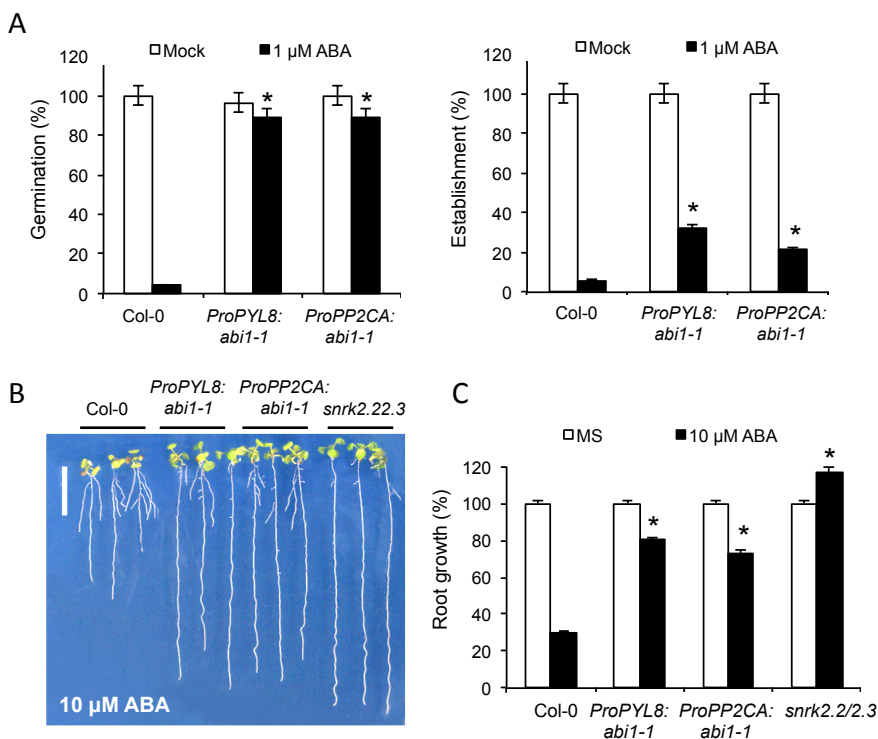 A
Mock 1 µM ABA
Germination (%)
120
100
80
60
40
20
0
* *
Col-0 ProPYL8: ProPP2CA:
abi1-1 abi1-1
Mock 1 µM ABA
Establishment (%)
120
100
80
60
40
20
0
*
*
Col-0 ProPYL8: ProPP2CA:
abi1-1 abi1-1
B
ProPYL8: ProPP2CA:
Col-0 abi1-1 abi1-1 snrk2.22.3
10 µM ABA
C
MS 10 µM ABA
Root growth (%)
120
100
80
60
40
20
0
*
*
*
Col-0 ProPYL8: ProPP2CA: snrk2.2/2.3
abi1-1 abi1-1